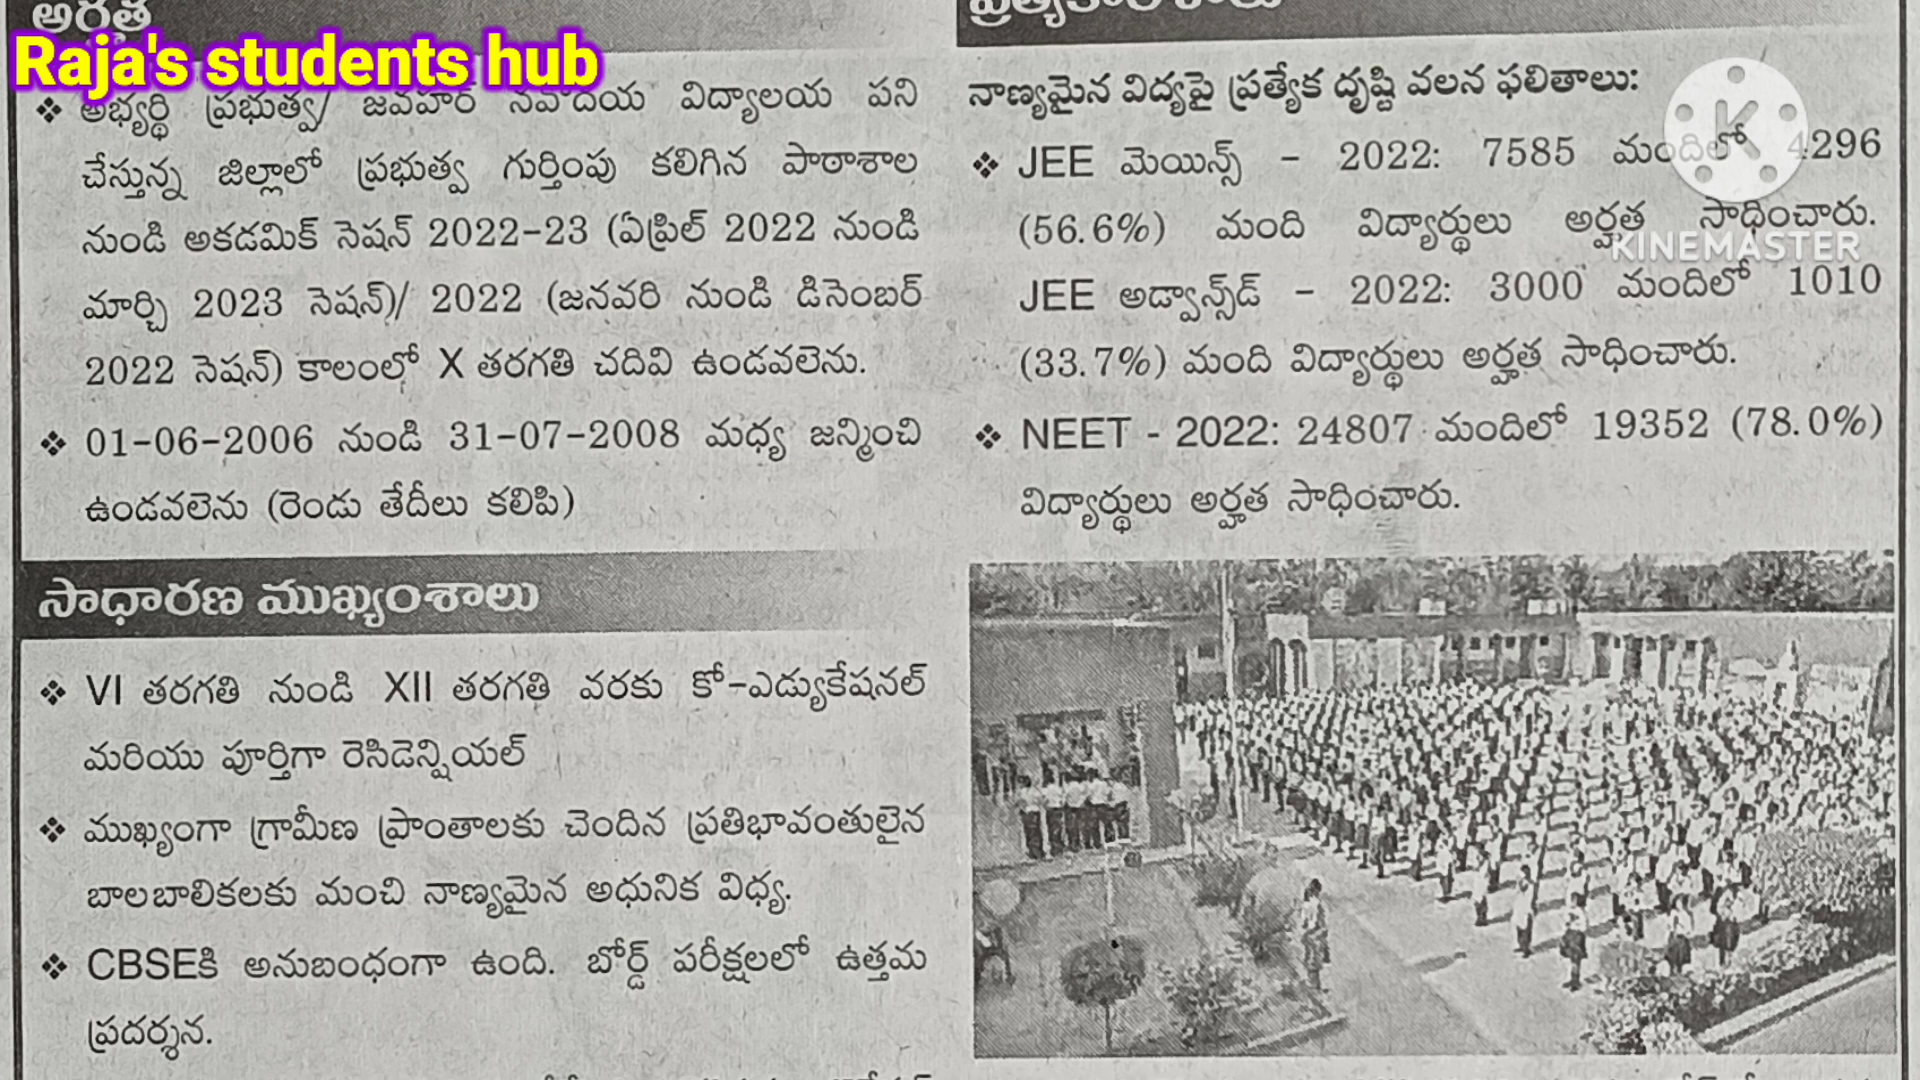 అర్హత
Raja's students hub
❖ అభ్యర్థి ప్రభుత్వ/ జవహర్ నవోదయ విద్యాలయ పని
చేస్తున్న జిల్లాలో ప్రభుత్వ గుర్తింపు కలిగిన పాఠాశాల
నుండి అకడమిక్ సెషన్ 2022-23 (ఏప్రిల్ 2022 నుండి
మార్చి 2023 సెషన్)/ 2022 (జనవరి నుండి డిసెంబర్
2022 సెషన్) కాలంలో X తరగతి చదివి ఉండవలెను.
❖ 01-06-2006 నుండి 31-07-2008 మధ్య జన్మించి
ఉండవలెను (రెండు తేదీలు కలిపి)
సాధారణ ముఖ్యంశాలు
❖ VI తరగతి నుండి XII తరగతి వరకు కో-ఎడ్యుకేషనల్
మరియు పూర్తిగా రెసిడెన్షియల్
❖ ముఖ్యంగా గ్రామీణ ప్రాంతాలకు చెందిన ప్రతిభావంతులైన
బాలబాలికలకు మంచి నాణ్యమైన అధునిక విధ్య.
❖ CBSEకి అనుబంధంగా ఉంది. బోర్డ్ పరీక్షలలో ఉత్తమ
ప్రదర్శన.
నాణ్యమైన విద్యపై ప్రత్యేక దృష్టి వలన ఫలితాలు:
❖ JEE మెయిన్స్ - 2022: 7585 మందిలో 4296
(56.6%) మంది విద్యార్థులు అర్హత సాధించారు.
KINEMASTER
JEE అడ్వాన్స్‌డ్ - 2022: 3000 మందిలో 1010
(33.7%) మంది విద్యార్థులు అర్హత సాధించారు.
❖ NEET - 2022: 24807 మందిలో 19352 (78.0%)
విద్యార్థులు అర్హత సాధించారు.